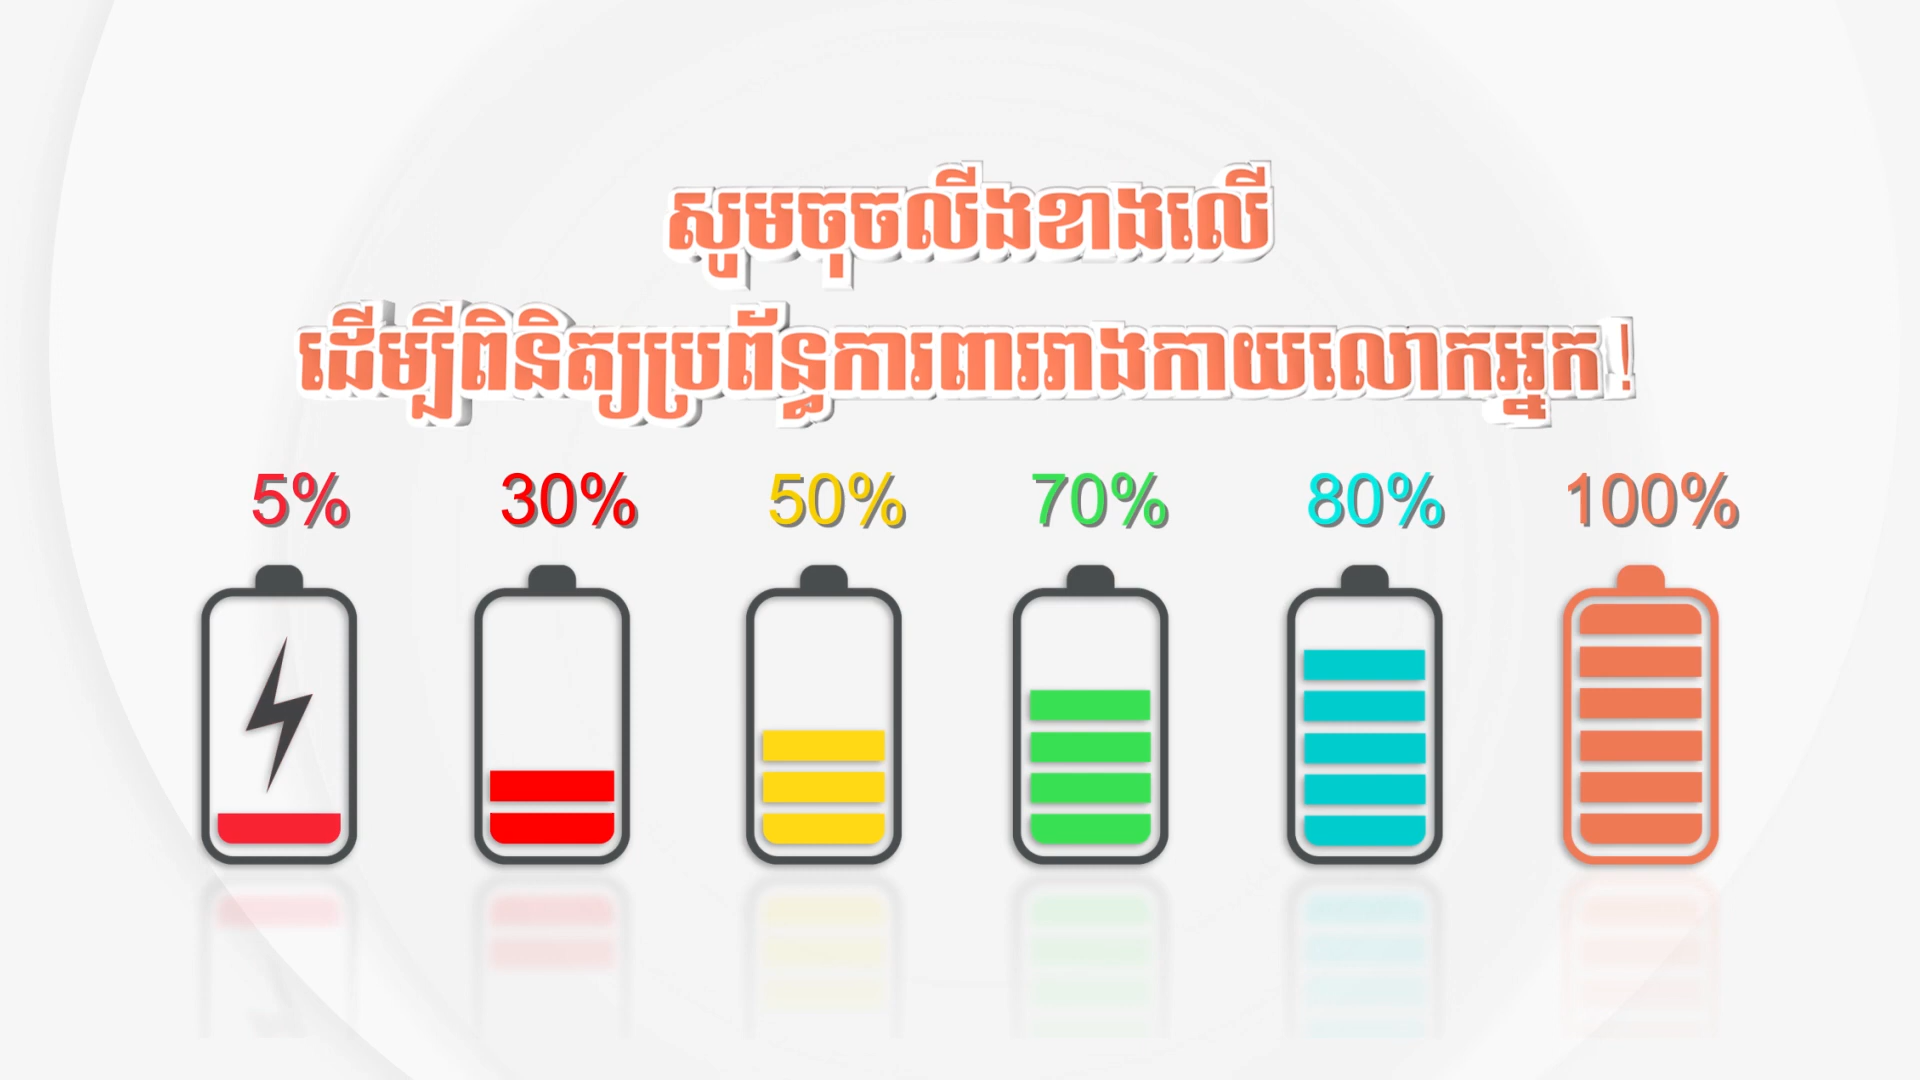 សូមចុចលីងខាងលើ
ដើម្បីពិនិត្យប្រព័ន្ធការពាររាងកាយលោកអ្នក!
5% 30% 50% 70% 80% 100%